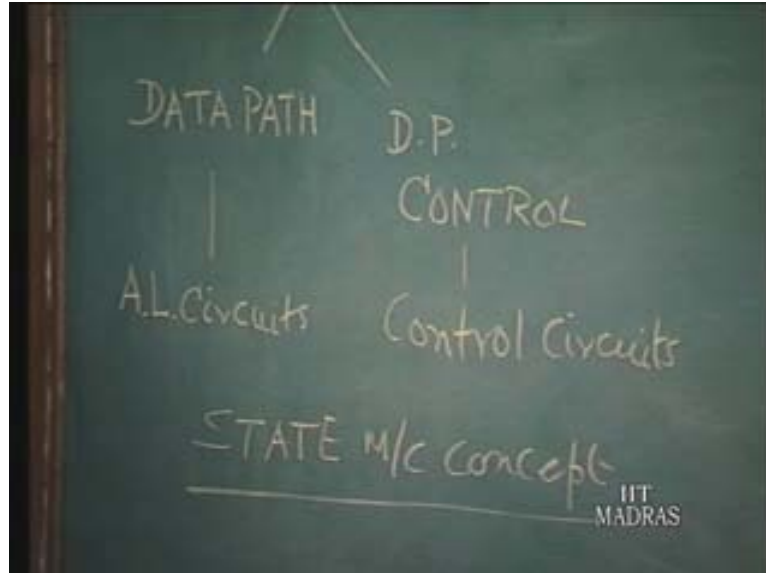 DATA PATH
D.P.
CONTROL
A.L. Circuits
Control Circuits
STATE M/C Concept
IIT
MADRAS